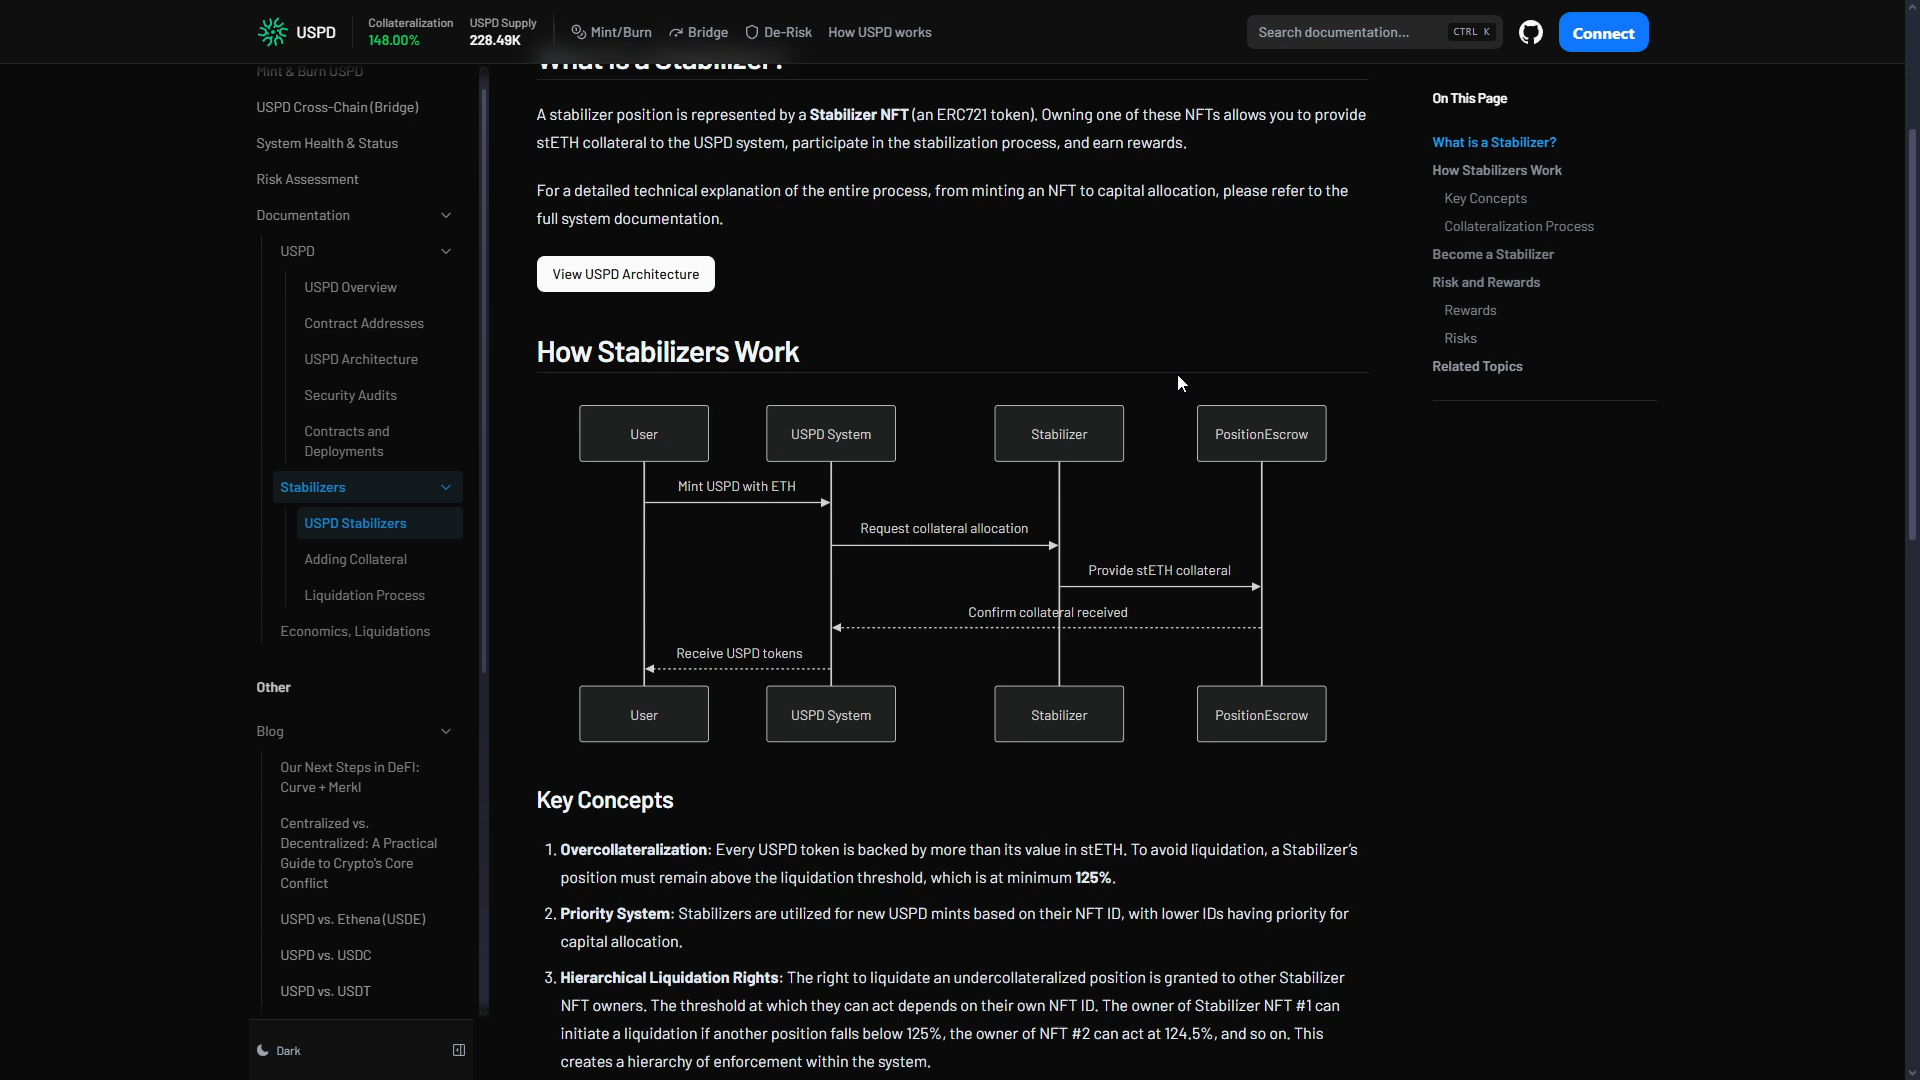 USPD
Collateralization
148.00%
USPD Supply
228.49K
Mint/Burn
Bridge
De-Risk
How USPD works
Search documentation...
CTRL K
Connect
Mint & Burn USPD
USPD Cross-Chain (Bridge)
System Health & Status
Risk Assessment
Documentation
USPD
USPD Overview
Contract Addresses
USPD Architecture
Security Audits
Contracts and
Deployments
Stabilizers
USPD Stabilizers
Adding Collateral
Liquidation Process
Economics, Liquidations
Other
Blog
Our Next Steps in DeFi:
Curve + Merkl
Centralized vs.
Decentralized: A Practical
Guide to Crypto's Core
Conflict
USPD vs. Ethena (USDE)
USPD vs. USDC
USPD vs. USDT
Dark
What is a Stabilizer?
A stabilizer position is represented by a Stabilizer NFT (an ERC721 token). Owning one of these NFTs allows you to provide
stETH collateral to the USPD system, participate in the stabilization process, and earn rewards.
For a detailed technical explanation of the entire process, from minting an NFT to capital allocation, please refer to the
full system documentation.
View USPD Architecture
How Stabilizers Work
User
USPD System
Stabilizer
PositionEscrow
Mint USPD with ETH
Request collateral allocation
Provide stETH collateral
Confirm collateral received
Receive USPD tokens
User
USPD System
Stabilizer
PositionEscrow
Key Concepts
1. Overcollateralization: Every USPD token is backed by more than its value in stETH. To avoid liquidation, a Stabilizer's
position must remain above the liquidation threshold, which is at minimum 125%.
2. Priority System: Stabilizers are utilized for new USPD mints based on their NFT ID, with lower IDs having priority for
capital allocation.
3. Hierarchical Liquidation Rights: The right to liquidate an undercollateralized position is granted to other Stabilizer
NFT owners. The threshold at which they can act depends on their own NFT ID. The owner of Stabilizer NFT #1 can
initiate a liquidation if another position falls below 125%, the owner of NFT #2 can act at 124.5%, and so on. This
creates a hierarchy of enforcement within the system.
On This Page
What is a Stabilizer?
How Stabilizers Work
Key Concepts
Collateralization Process
Become a Stabilizer
Risk and Rewards
Rewards
Risks
Related Topics